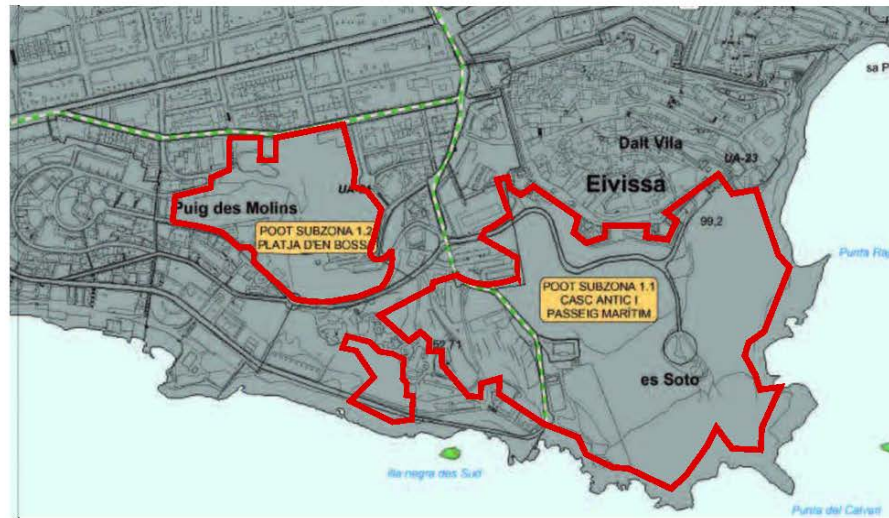 sa P
Dalt Vila
UA-23
Eivissa
Puig des Molins
99,2
POOT SUBZONA 1.2
PLATJA D'EN BOSSA
Punta Ra
POOT SUBZONA 1.1
CASC ANTIC I
PASSEIG MARÍTIM
52,71
es Soto
illa negra des Sud
Punta del Calvari